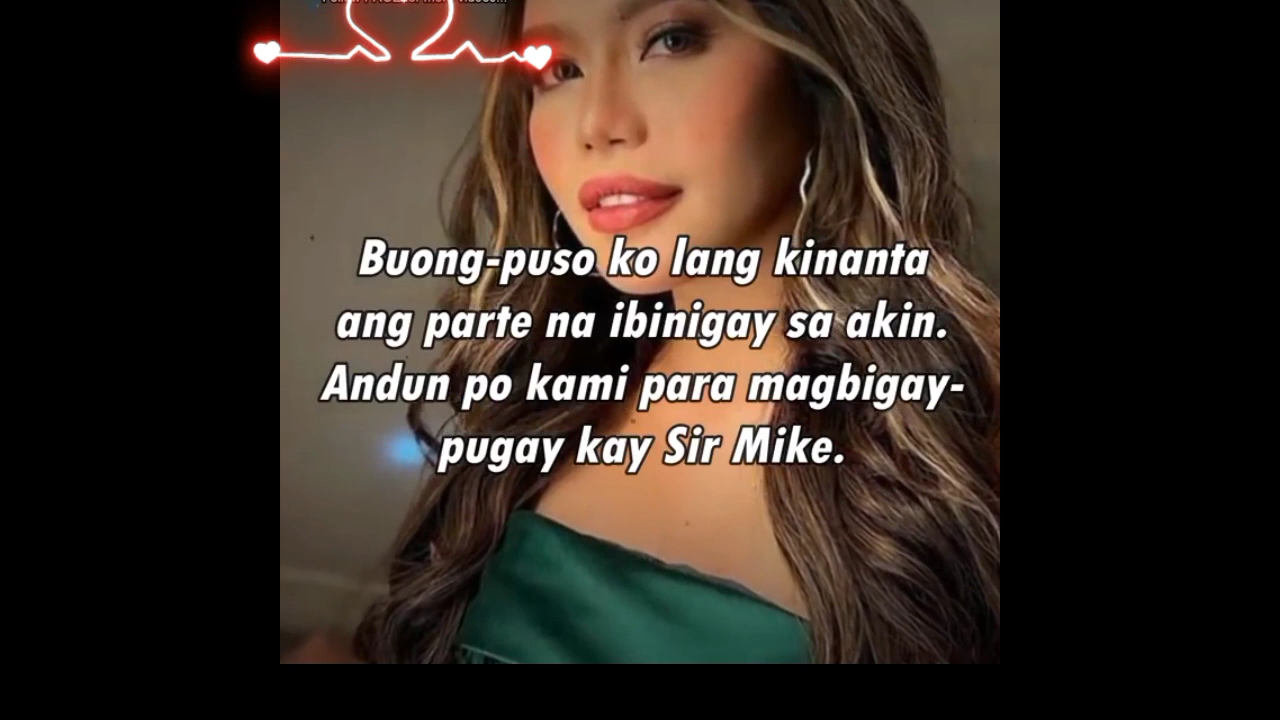 Buong-puso ko lang kinanta
ang parte na ibinigay sa akin.
Andun po kami para magbigay-
pugay kay Sir Mike.